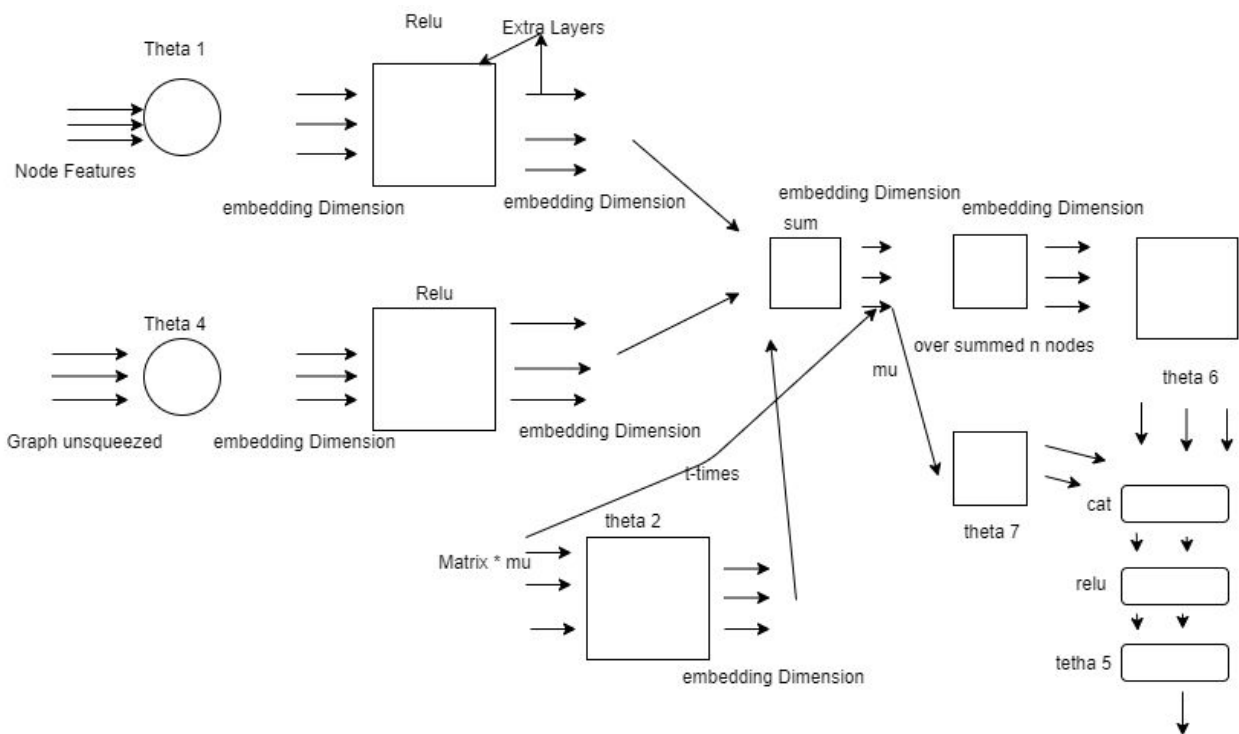 Relu
Extra Layers
Theta 1
Node Features
embedding Dimension
embedding Dimension
embedding Dimension
embedding Dimension
sum
Relu
Theta 4
over summed n nodes
mu
theta 6
Graph unsqueezed
embedding Dimension
embedding Dimension
t-times
theta 2
theta 7
cat
Matrix * mu
relu
tetha 5
embedding Dimension